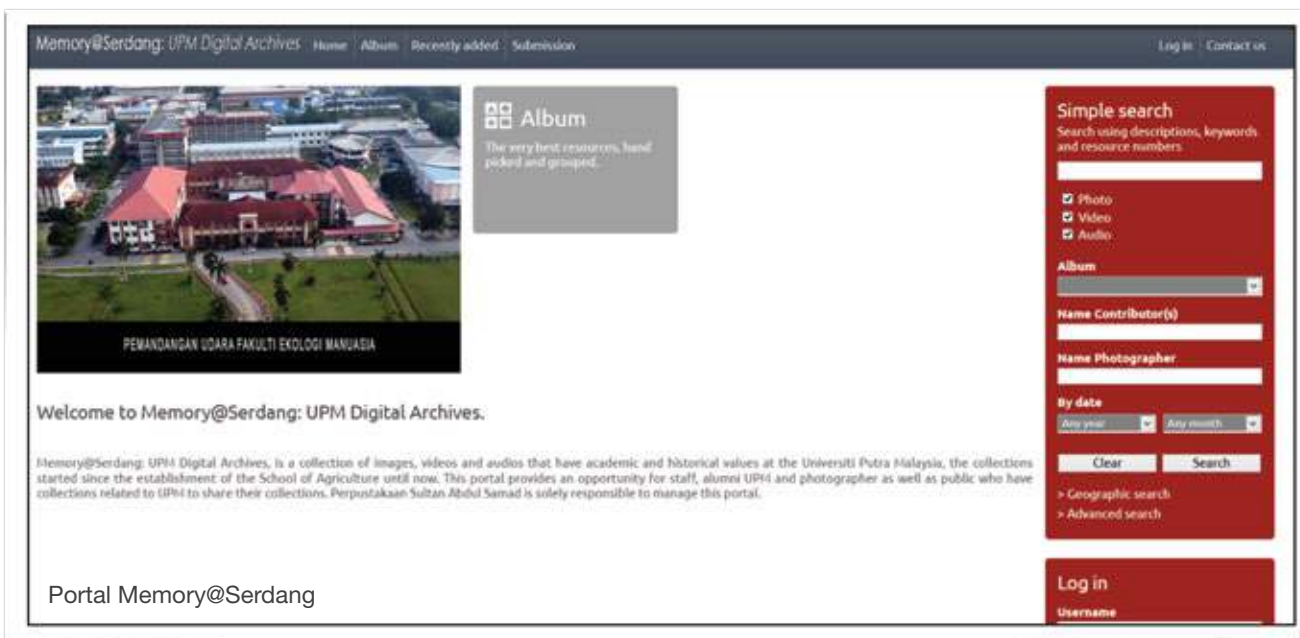 Memory@Serdang: UPM Digital Archives Home Album Recently added Submission Log in Contact us
PEMANDANGAN UDARA FAKULTI EKOLOGI MANUASIA
Album
The very best resources, hand
picked and grouped.
Welcome to Memory@Serdang: UPM Digital Archives.
Memory@Serdang: UPM Digital Archives, is a collection of images, videos and audios that have academic and historical values at the Universiti Putra Malaysia, the collections
started since the establishment of the School of Agriculture until now. This portal provides an opportunity for staff, alumni UPM and photographer as well as public who have
collections related to UPM to share their collections. Perpustakaan Sultan Abdul Samad is solely responsible to manage this portal.
Portal Memory@Serdang
Simple search
Search using descriptions, keywords
and resource numbers
Photo
Video
Audio
Album
Name Contributor(s)
Name Photographer
By date
Any year Any month
Clear Search
> Geographic search
> Advanced search
Log in
Username